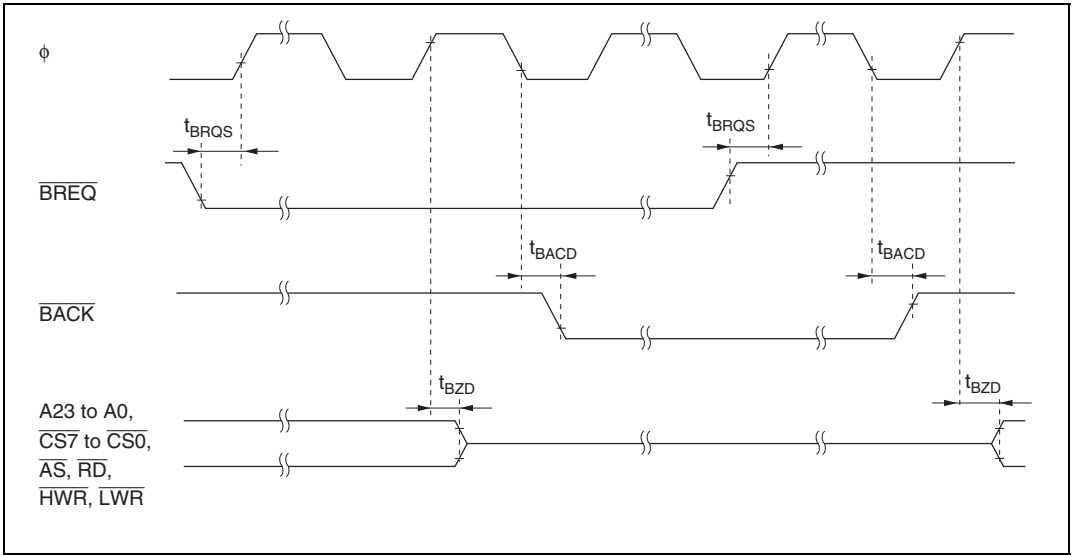 φ
tBRQS
tBRQS
BREQ
tBACD
tBACD
BACK
tBZD
tBZD
A23 to A0,
CS7 to CS0,
AS, RD,
HWR, LWR